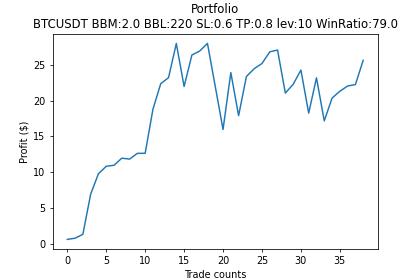 Portfolio
BTCUSDT BBM:2.0 BBL:220 SL:0.6 TP:0.8 lev:10 WinRatio:79.0
Profit ($)
25
20
15
10
5
0
0 5 10 15 20 25 30 35
Trade counts